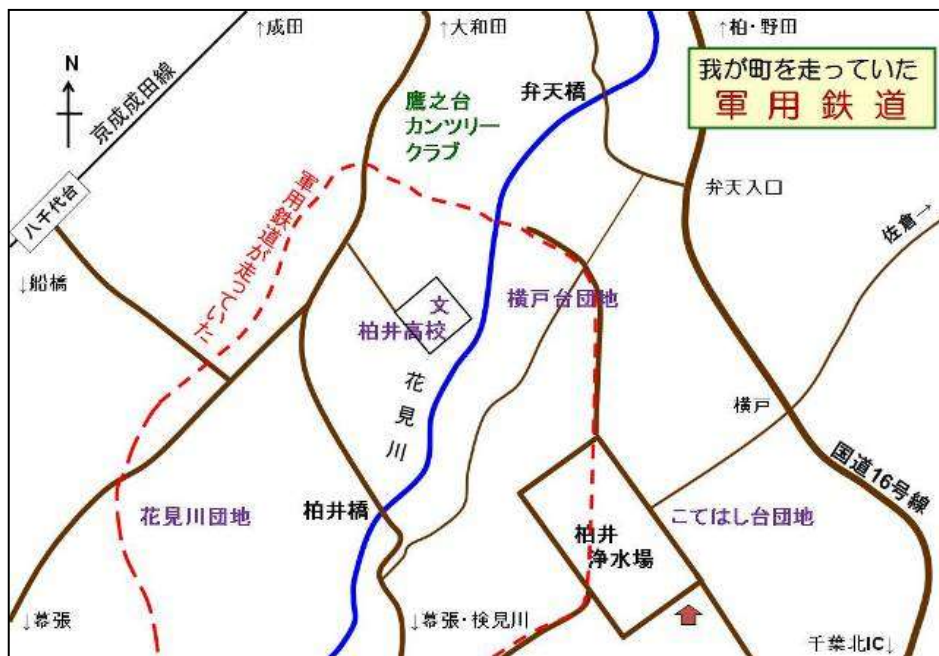 ↑成田
↑大和田
↑柏・野田
我が町を走っていた
軍用鉄道
N
京成成田線
鷹之台
カンツリー
クラブ
弁天橋
弁天入口
八千代台
軍用鉄道が走っていた
佐倉→
↓船橋
文
柏井高校
横戸台団地
花見川
横戸
国道16号線
花見川団地
柏井橋
柏井
浄水場
こてはし台団地
↓幕張
↓幕張・検見川
千葉北IC↓